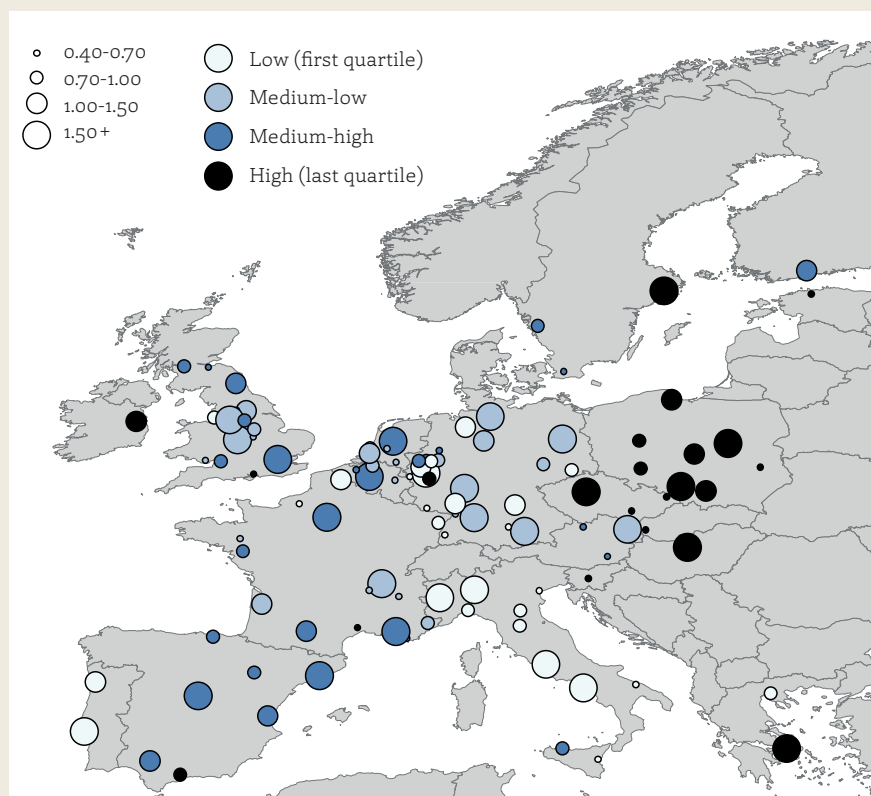 0.40-0.70
0.70-1.00
1.00-1.50
1.50+
Low (first quartile)
Medium-low
Medium-high
High (last quartile)